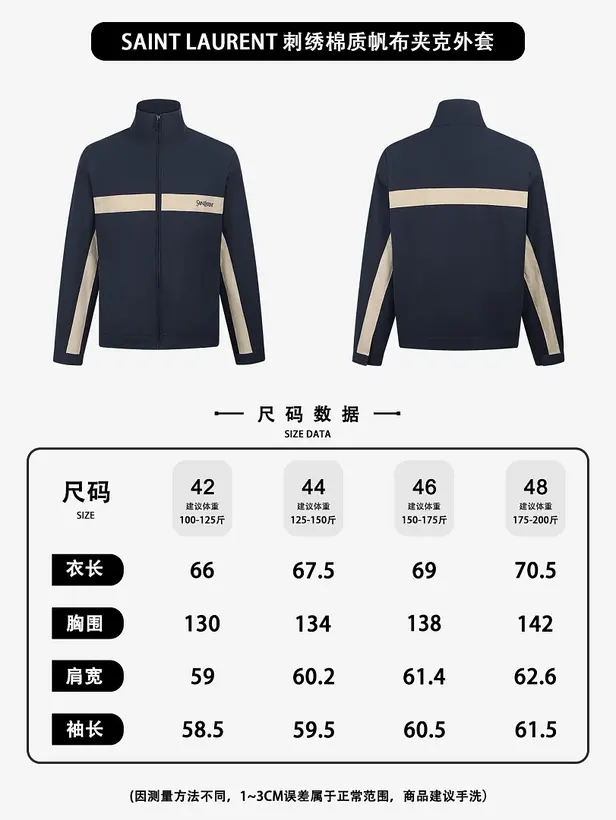 SAINT LAURENT 刺绣棉质帆布夹克外套
尺码数据
SIZE DATA
尺码
SIZE
42
建议体重
100-125斤
44
建议体重
125-150斤
46
建议体重
150-175斤
48
建议体重
175-200斤
衣长 66 67.5 69 70.5
胸围 130 134 138 142
肩宽 59 60.2 61.4 62.6
袖长 58.5 59.5 60.5 61.5
(因测量方法不同，1~3CM误差属于正常范围，商品建议手洗)